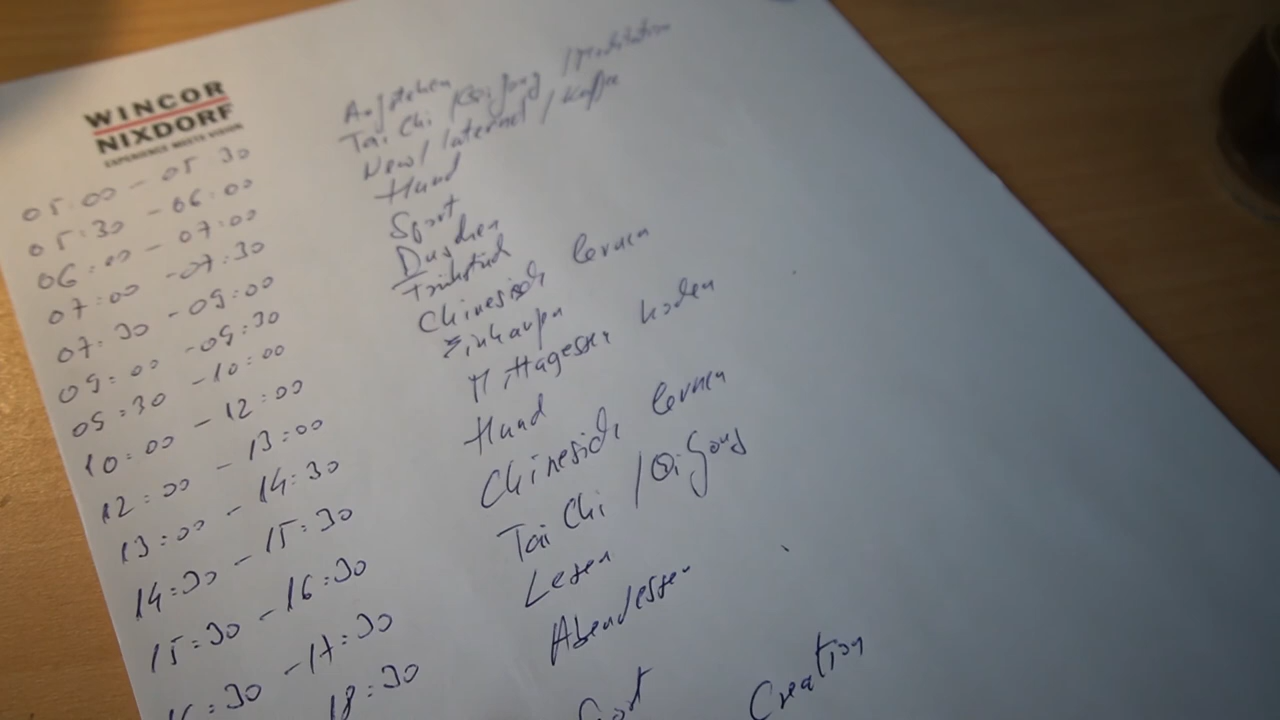 WINCOR
NIXDORF
EXPERIENCE MEETS VISION
05:00 - 05 30 Aufstehen
05:30 - 06:00 Tai Chi / Qi Gong / Meditation
06:00 - 07:00 News / Internet / Kaffee
07:00 - 07:30 Hund
07:30 - 09:00 Sport
09:00 - 09:30 Duschen
09:30 - 10:00 Frühstück
10:00 - 12:00 Chinesisch lernen
12:00 - 13:00 Einkaufen
13:00 - 14:30 Mittagessen kochen
14:30 - 15:30 Hund
15:30 - 16:30 Chinesisch lernen
16:30 - 17:30 Tai Chi / Qi Gong
18:30 Lesen
Abendessen
Creation